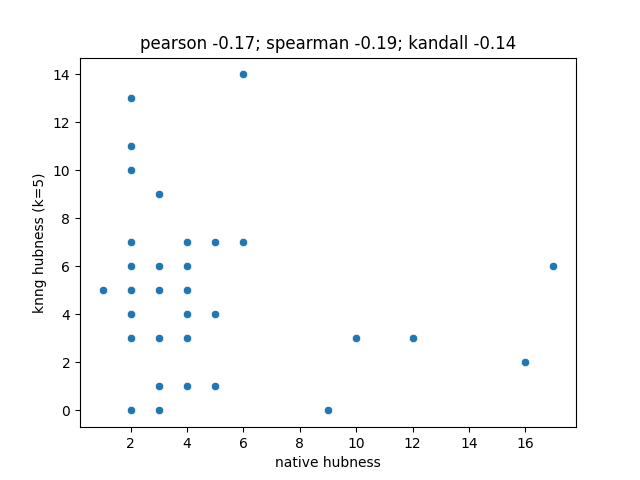 pearson -0.17; spearman -0.19; kandall -0.14
14
12
10
8
6
4
2
0
knng hubness (k=5)
2 4 6 8 10 12 14 16
native hubness